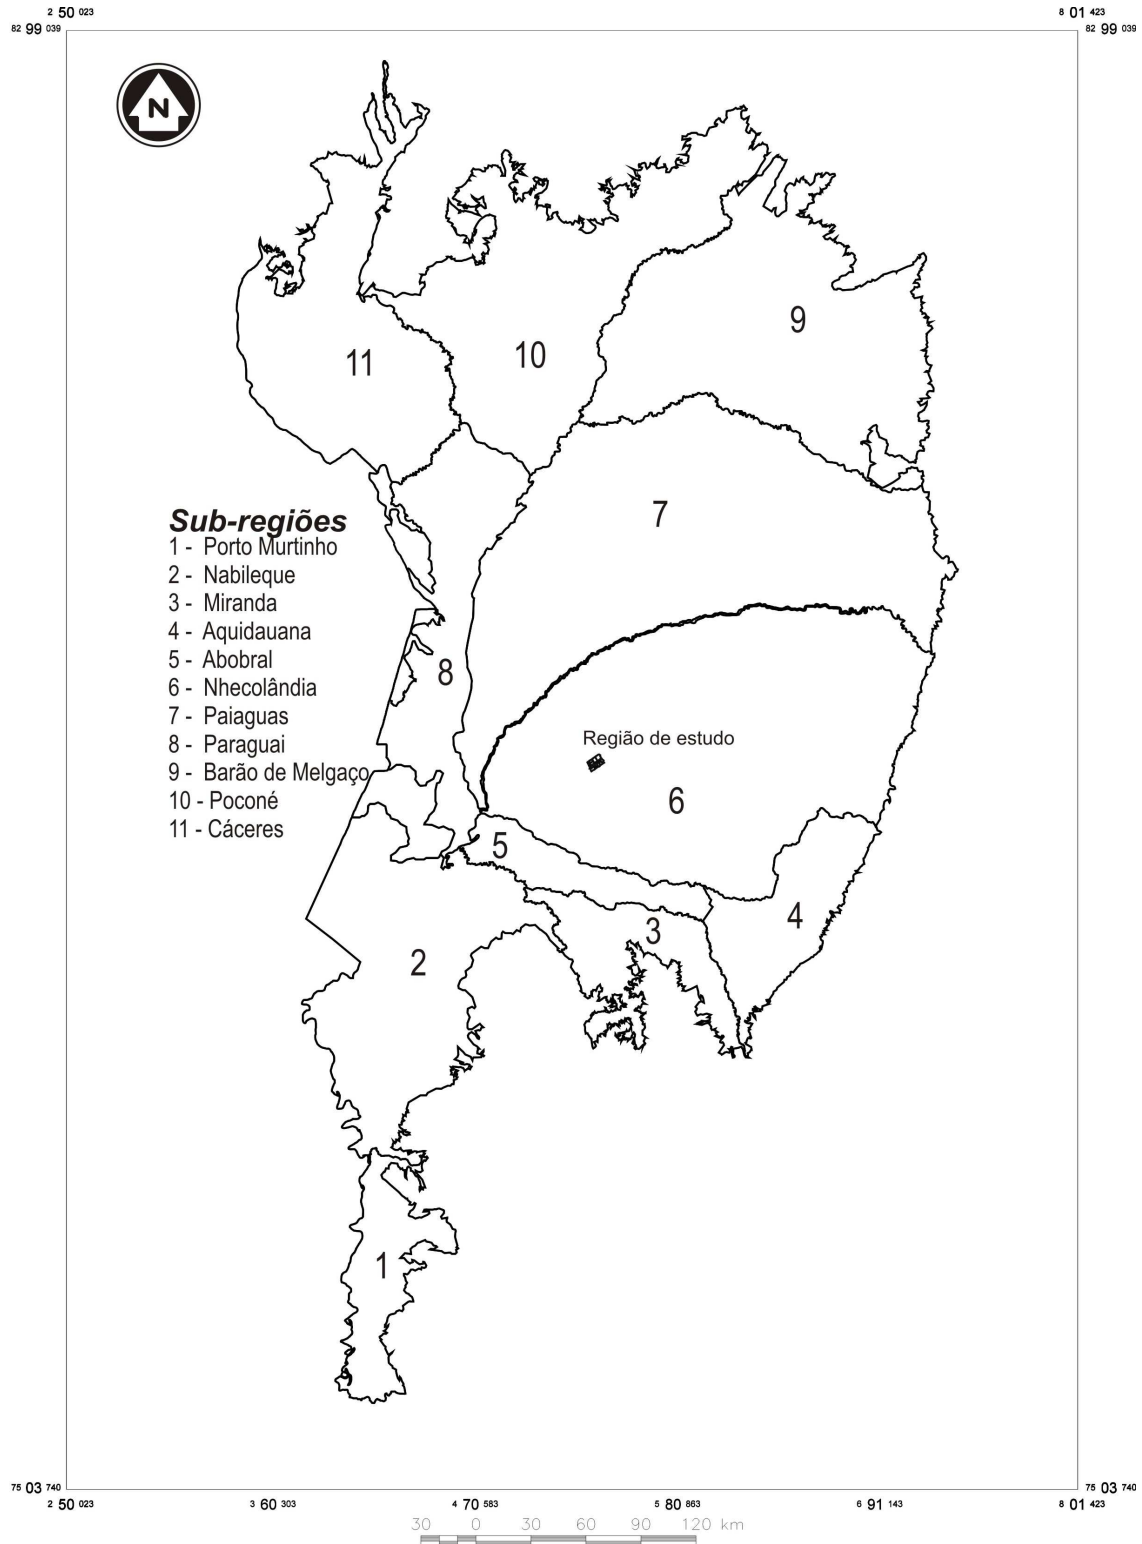 2 50 023
8 01 423
82 99 039
82 99 039
N
9
10
11
7
Sub-regiões
1 - Porto Murtinho
2 - Nabileque
3 - Miranda
4 - Aquidauana
5 - Abobral
6 - Nhecolândia
7 - Paiaguas
8 - Paraguai
9 - Barão de Melgaço
10 - Poconé
11 - Cáceres
8
Região de estudo
6
5
4
3
2
1
75 03 740
75 03 740
2 50 023
3 60 303
4 70 583
5 80 863
6 91 143
8 01 423
30 0 30 60 90 120 km